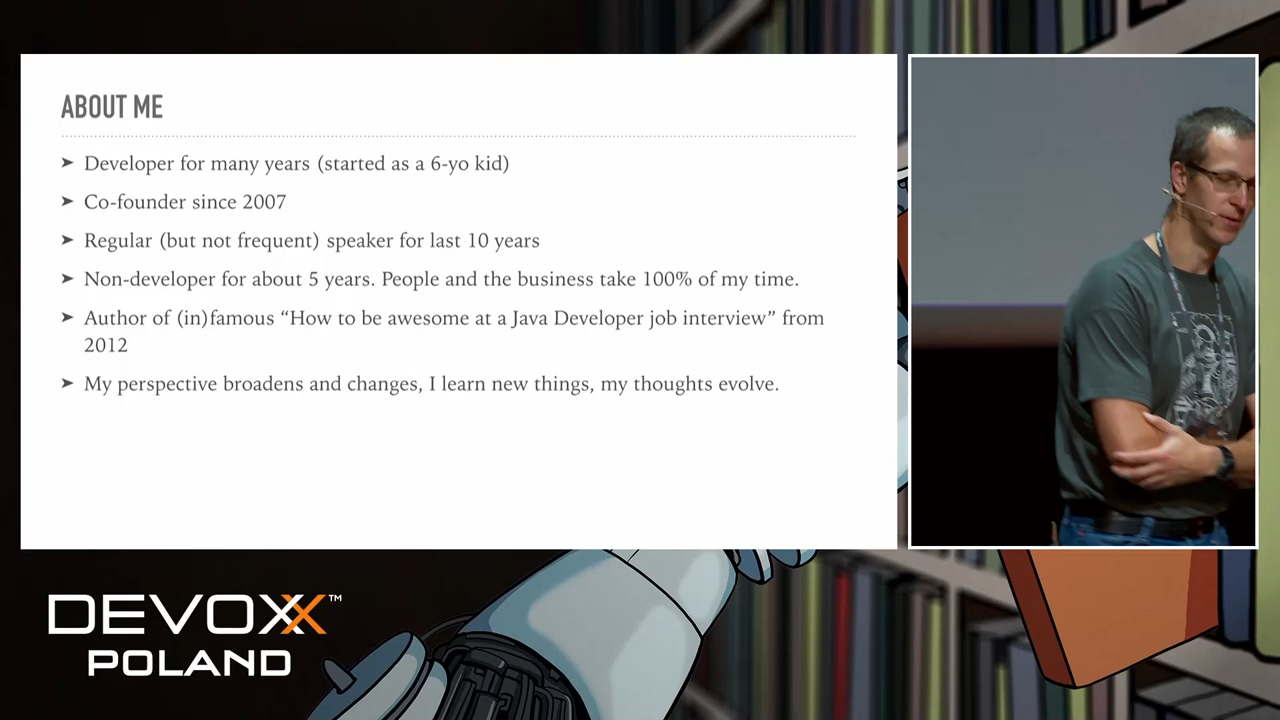 ABOUT ME
➤ Developer for many years (started as a 6-yo kid)
➤ Co-founder since 2007
➤ Regular (but not frequent) speaker for last 10 years
➤ Non-developer for about 5 years. People and the business take 100% of my time.
➤ Author of (in)famous “How to be awesome at a Java Developer job interview” from
2012
➤ My perspective broadens and changes, I learn new things, my thoughts evolve.
DEVOXX™
POLAND